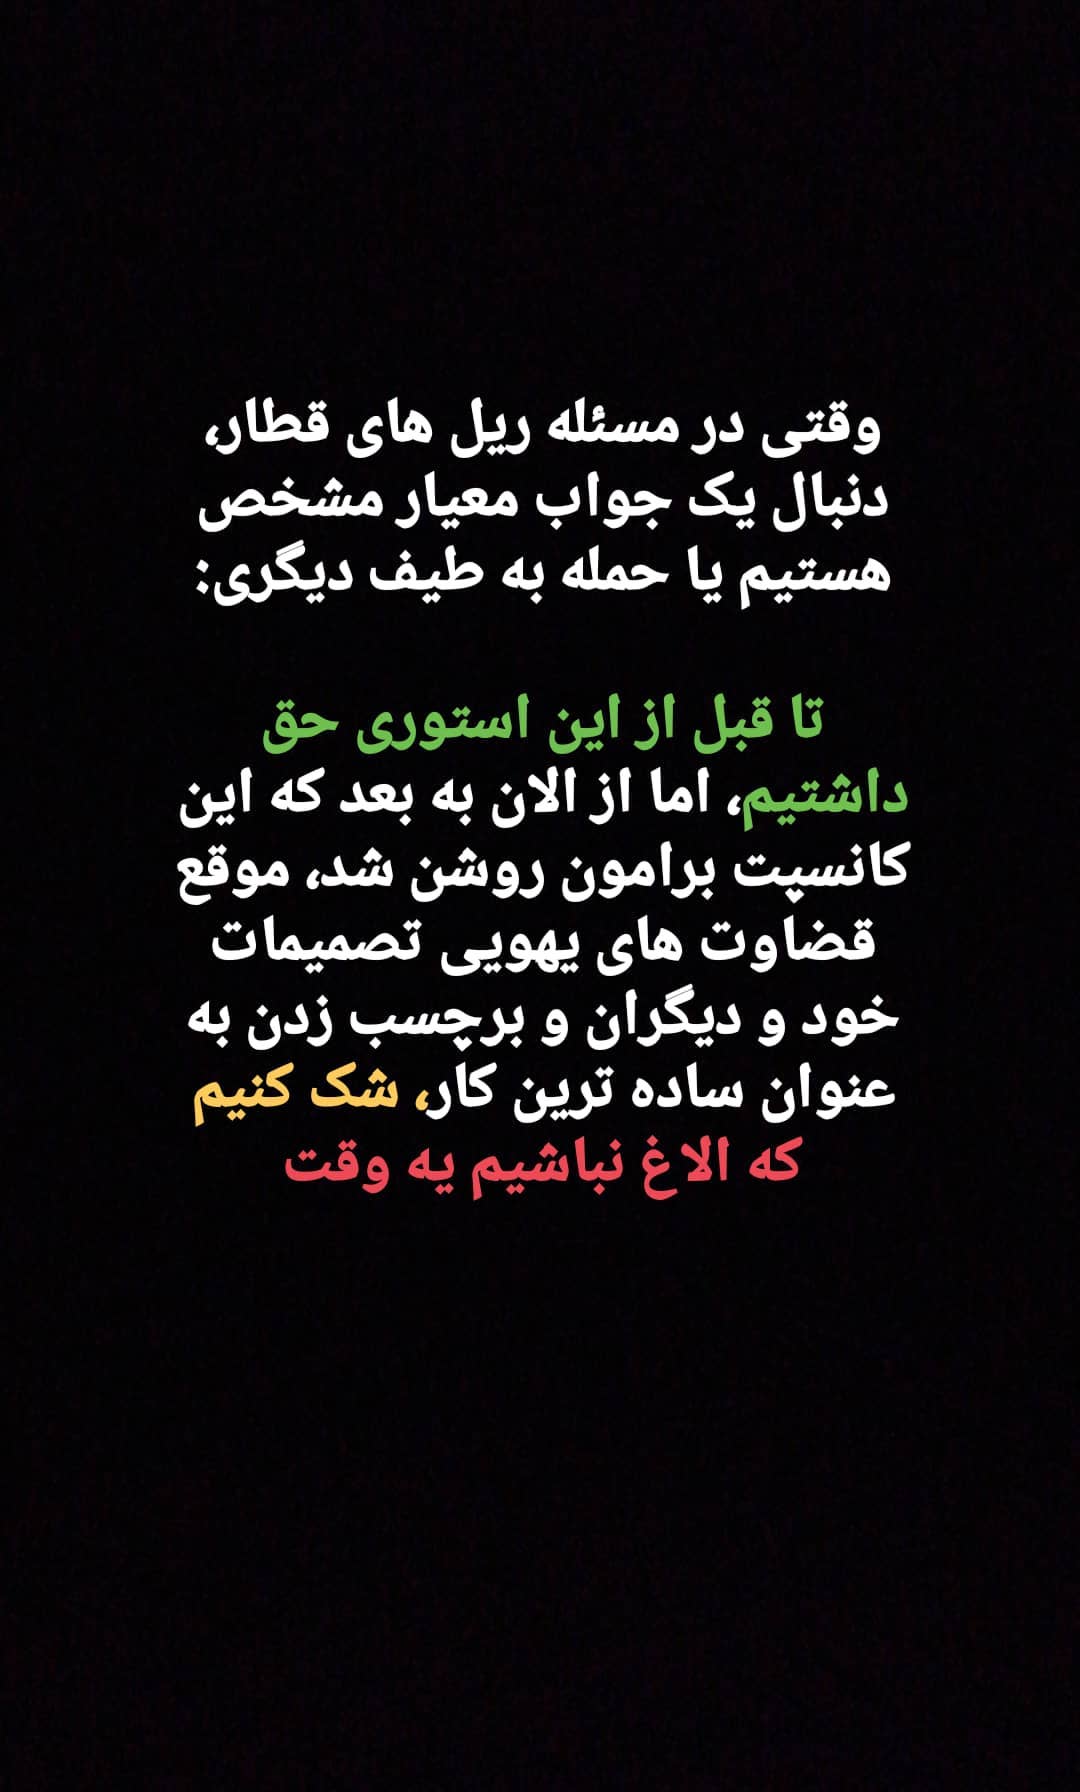 وقتی در مسئله ریل های قطار،
دنبال یک جواب معیار مشخص
هستیم یا حمله به طیف دیگری:
تا قبل از این استوری حق
داشتیم، اما از الان به بعد که این
کانسپت برامون روشن شد، موقع
قضاوت های یهویی تصمیمات
خود و دیگران و برچسب زدن به
عنوان ساده ترین کار، شک کنیم
که الاغ نباشیم یه وقت